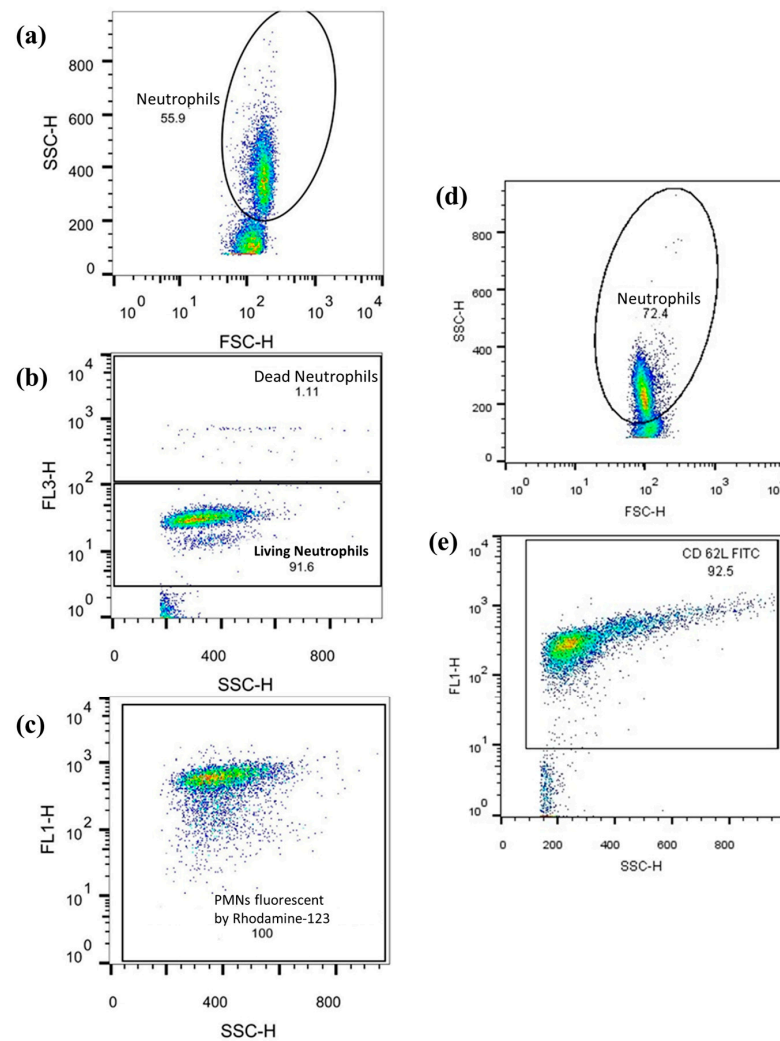 (a)
800
600
400
200
0
SSC-H
Neutrophils
55.9
10^0 10^1 10^2 10^3 10^4
FSC-H
(b)
10^4
10^3
10^2
10^1
10^0
FL3-H
Dead Neutrophils
1.11
Living Neutrophils
91.6
0 400 800
SSC-H
(c)
10^4
10^3
10^2
10^1
10^0
FL1-H
PMNs fluorescent
by Rhodamine-123
100
0 400 800
SSC-H
(d)
800
600
400
200
0
SSC-H
Neutrophils
72.4
10^0 10^1 10^2 10^3 10
FSC-H
(e)
10^4
10^3
10^2
10^1
10^0
FL1-H
CD 62L FITC
92.5
0 200 400 600 800
SSC-H